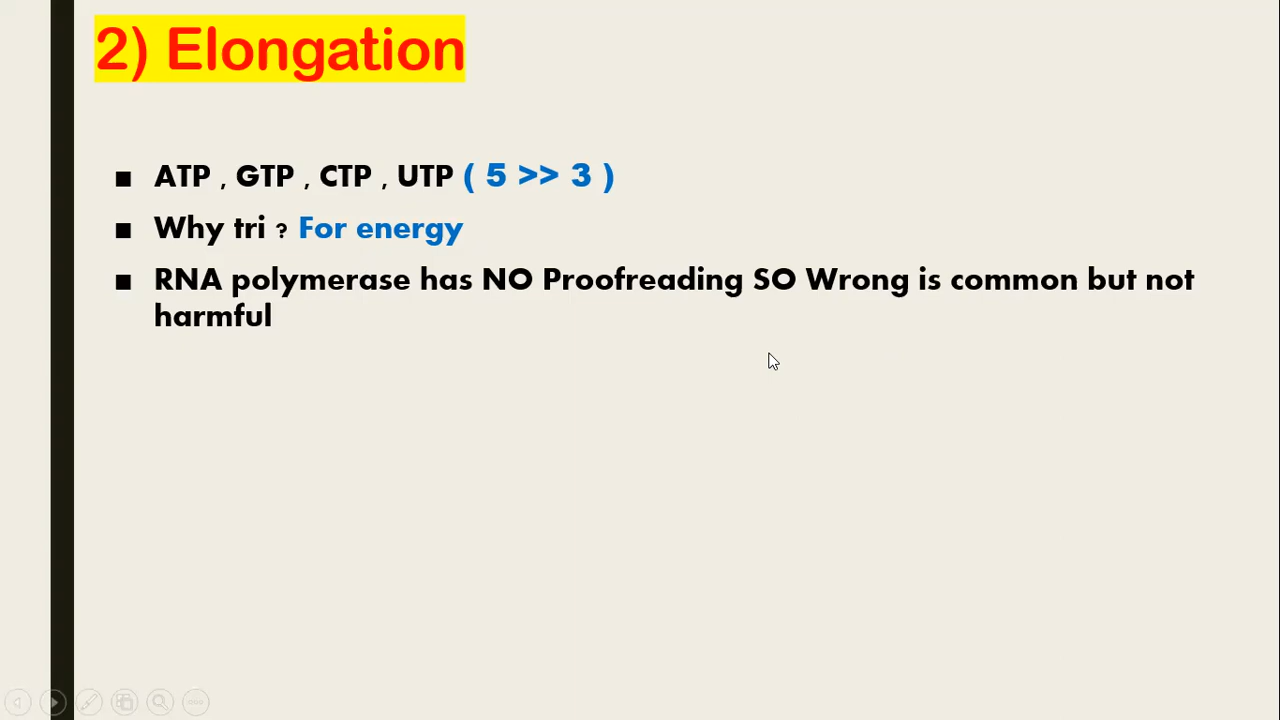 2) Elongation
■ ATP , GTP , CTP , UTP ( 5 >> 3 )
■ Why tri ? For energy
■ RNA polymerase has NO Proofreading SO Wrong is common but not
harmful